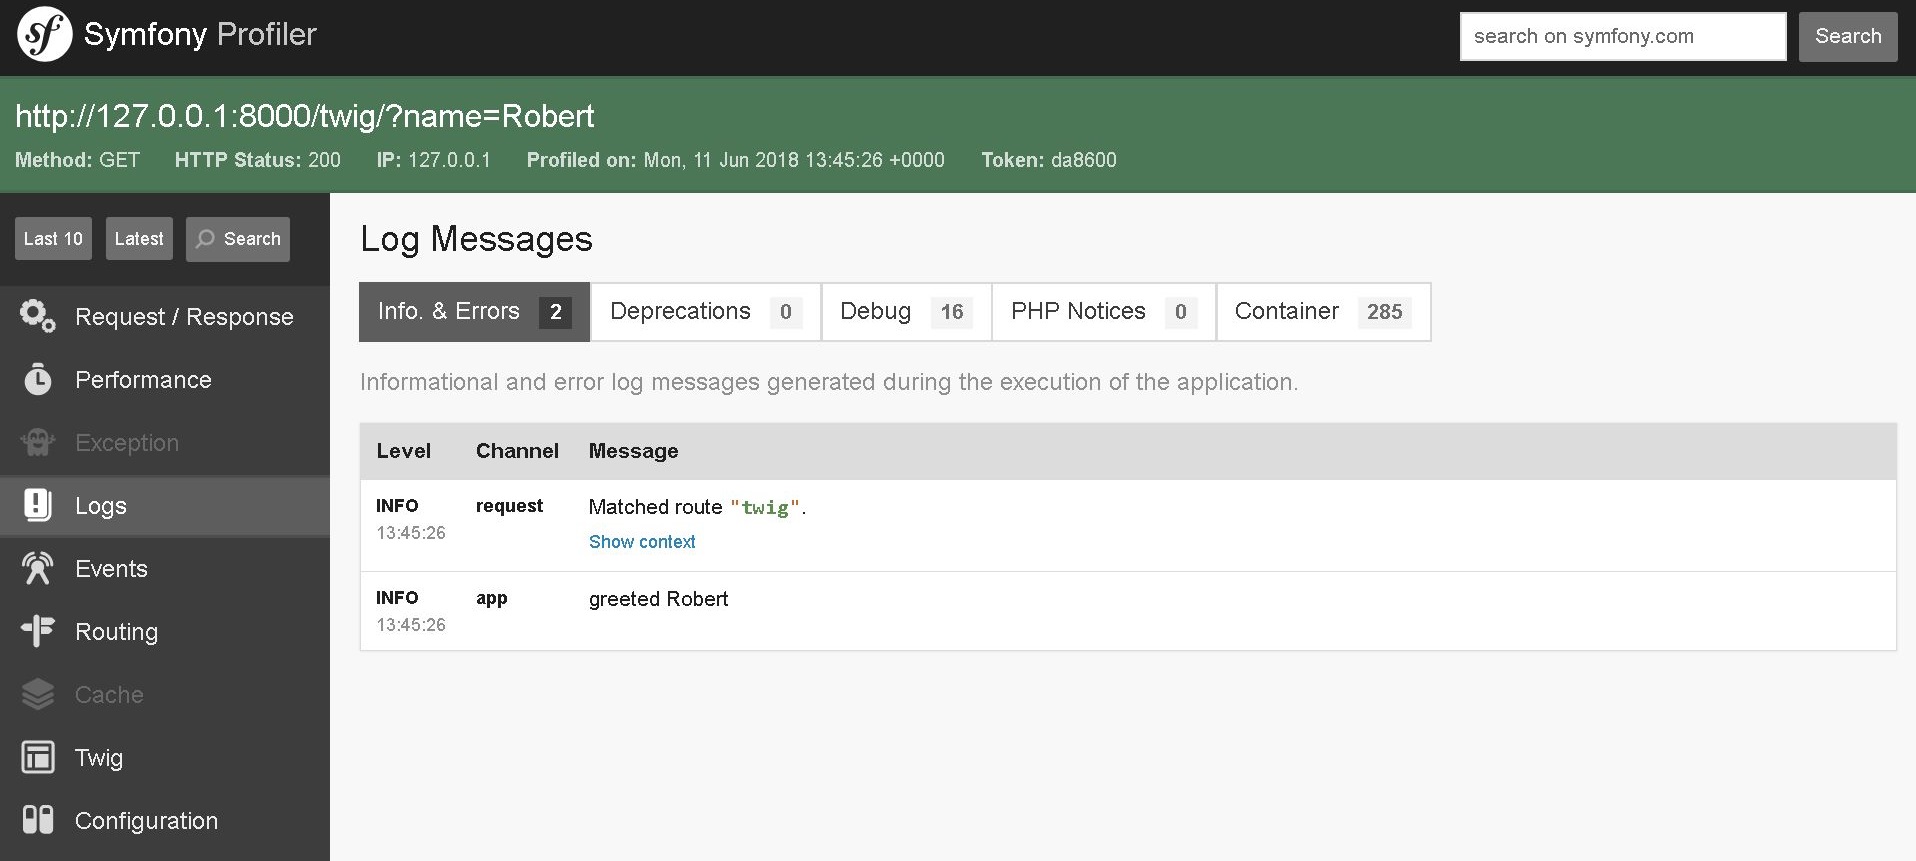 sf Symfony Profiler
search on symfony.com Search
http://127.0.0.1:8000/twig/?name=Robert
Method: GET HTTP Status: 200 IP: 127.0.0.1 Profiled on: Mon, 11 Jun 2018 13:45:26 +0000 Token: da8600
Last 10 Latest Search
Request / Response
Performance
Exception
Logs
Events
Routing
Cache
Twig
Configuration
Log Messages
Info. & Errors 2 Deprecations 0 Debug 16 PHP Notices 0 Container 285
Informational and error log messages generated during the execution of the application.
Level Channel Message
INFO request Matched route "twig".
13:45:26 Show context
INFO app greeted Robert
13:45:26